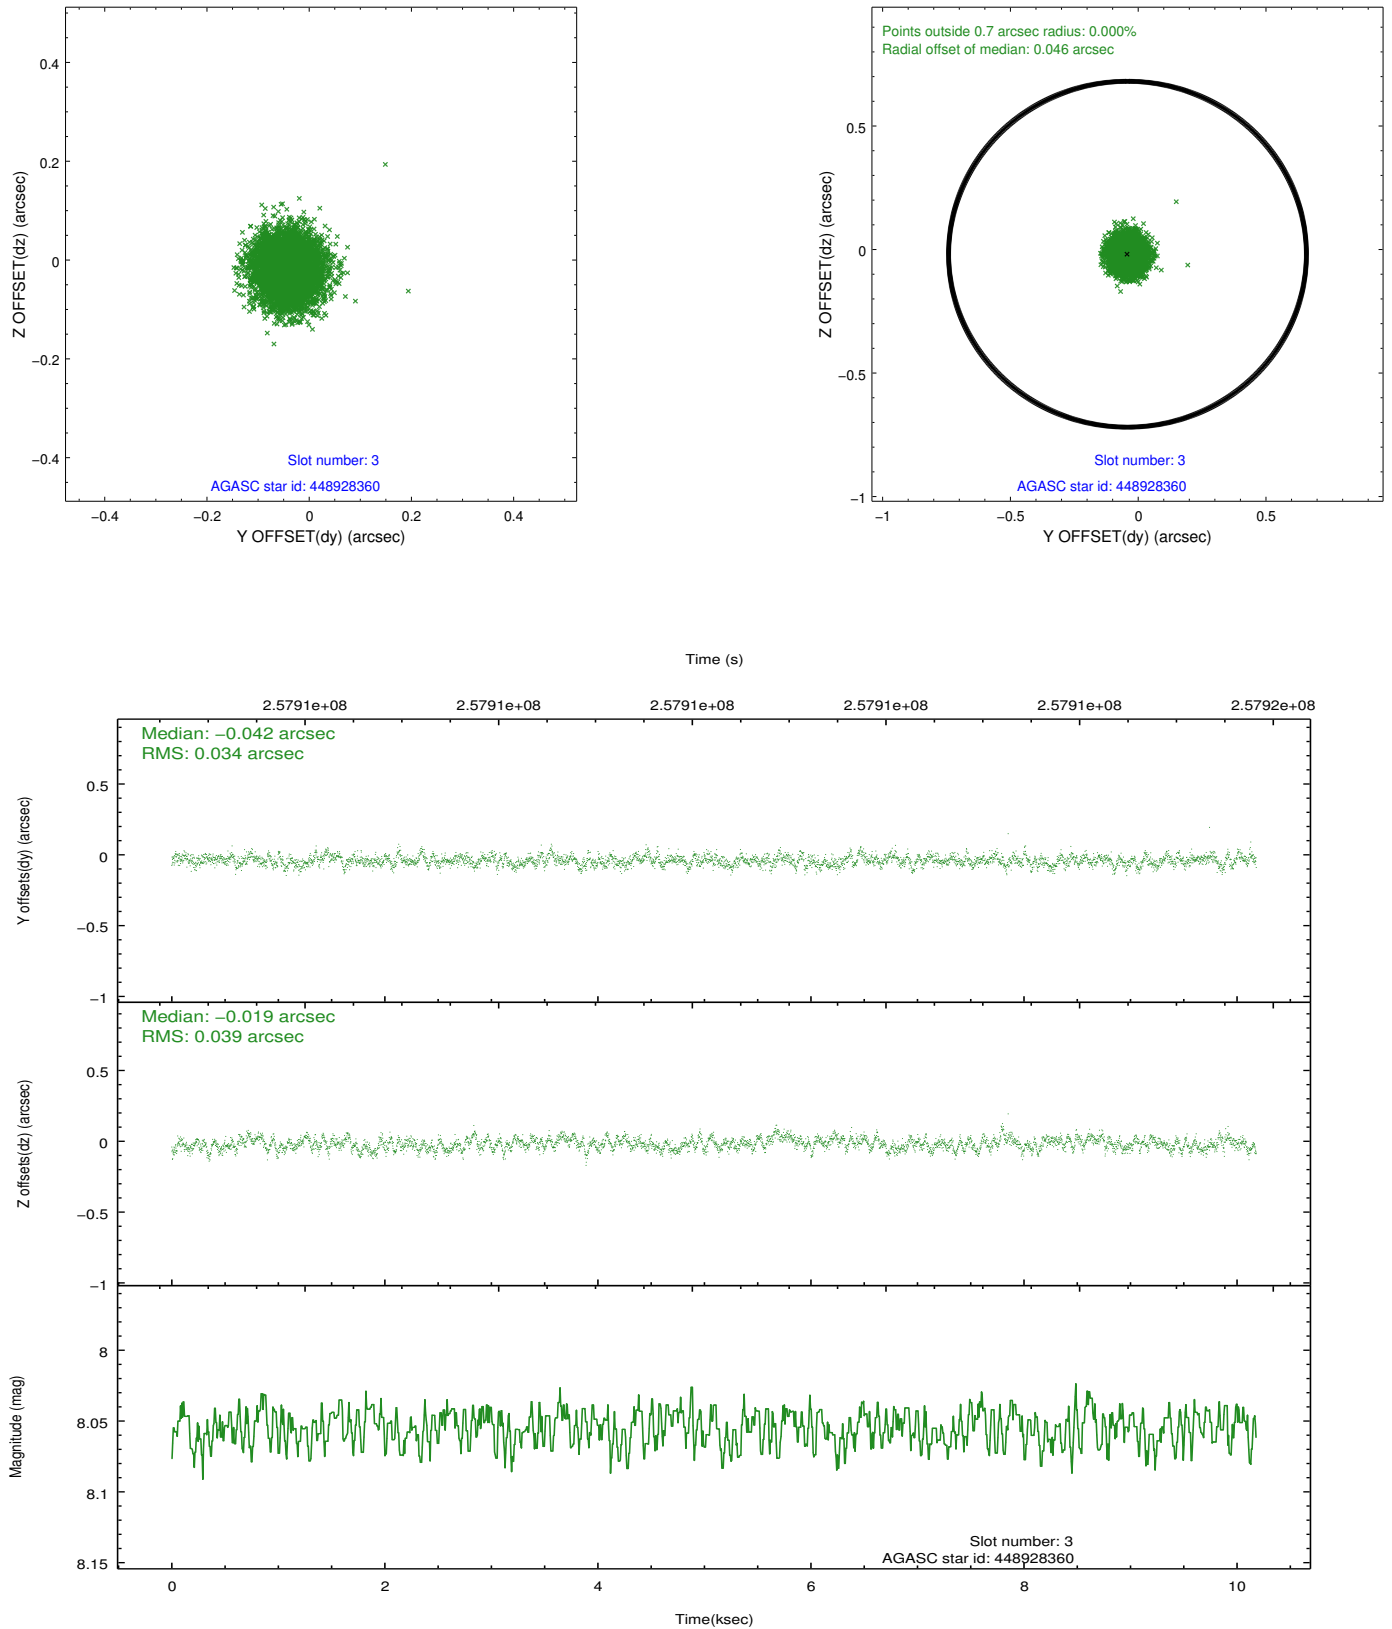 0.4
0.2
0
−0.2
−0.4
Z OFFSET(dz) (arcsec)
Slot number: 3
AGASC star id: 448928360
−0.4
−0.2
0
0.2
0.4
Y OFFSET(dy) (arcsec)
Points outside 0.7 arcsec radius: 0.000%
Radial offset of median: 0.046 arcsec
0.5
0
−0.5
−1
Z OFFSET(dz) (arcsec)
Slot number: 3
AGASC star id: 448928360
−1
−0.5
0
0.5
Y OFFSET(dy) (arcsec)
Time (s)
2.5791e+08
2.5791e+08
2.5791e+08
2.5791e+08
2.5791e+08
2.5792e+08
Median: −0.042 arcsec
RMS: 0.034 arcsec
0.5
0
−0.5
−1
Y offsets(dy) (arcsec)
Median: −0.019 arcsec
RMS: 0.039 arcsec
0.5
0
−0.5
−1
Z offsets(dz) (arcsec)
8
8.05
8.1
8.15
Magnitude (mag)
Slot number: 3
AGASC star id: 448928360
0
2
4
6
8
10
Time(ksec)